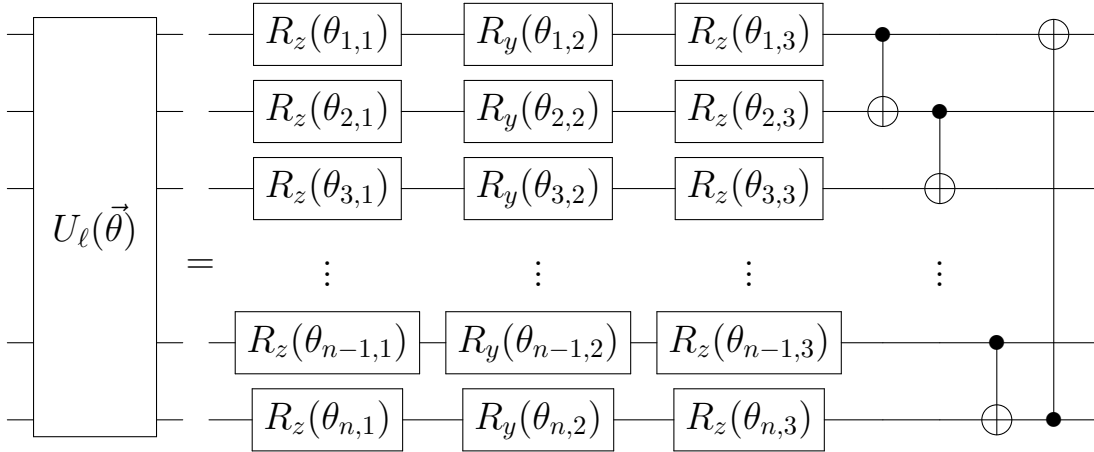 R_z(θ_{1,1}) R_y(θ_{1,2}) R_z(θ_{1,3})
R_z(θ_{2,1}) R_y(θ_{2,2}) R_z(θ_{2,3})
R_z(θ_{3,1}) R_y(θ_{3,2}) R_z(θ_{3,3})
U_ℓ(\vec{θ}) = ⋮ ⋮ ⋮ ⋮
R_z(θ_{n−1,1}) R_y(θ_{n−1,2}) R_z(θ_{n−1,3})
R_z(θ_{n,1}) R_y(θ_{n,2}) R_z(θ_{n,3})